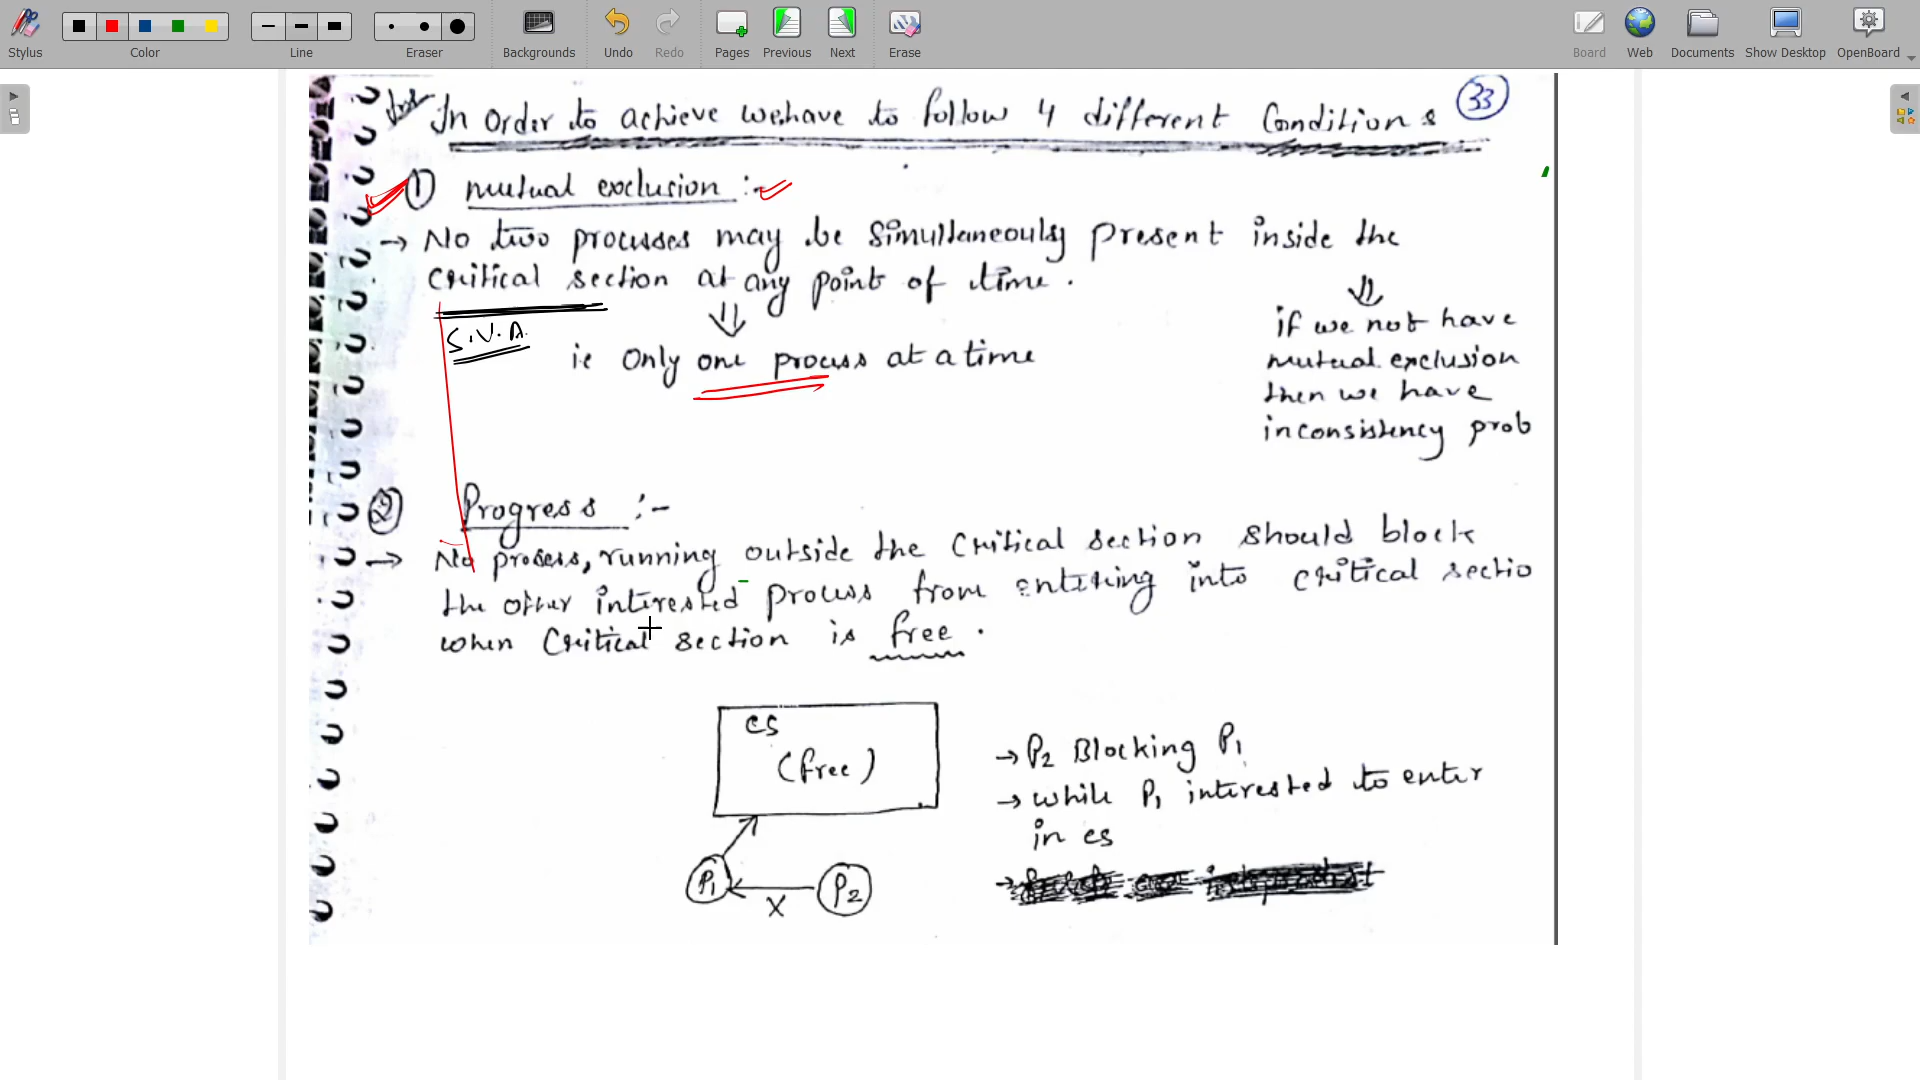 Stylus
Color
Line
Eraser
Backgrounds
Undo
Redo
Pages
Previous
Next
Erase
Board
Web
Documents
Show Desktop
OpenBoard
In order to achieve we have to follow 4 different Conditions
33
① mutual exclusion :-
→ No two processes may be simultaneously present inside the
critical section at any point of time .
S.V.A.
ie only one process at a time
if we not have
mutual exclusion
then we have
inconsistency prob
② Progress :-
→ No process, running outside the critical section should block
the other interested process from entering into critical sectio
when critical section is free .
CS
(free)
P1
X
P2
→ P2 Blocking P1
→ while P1 interested to enter
in cs